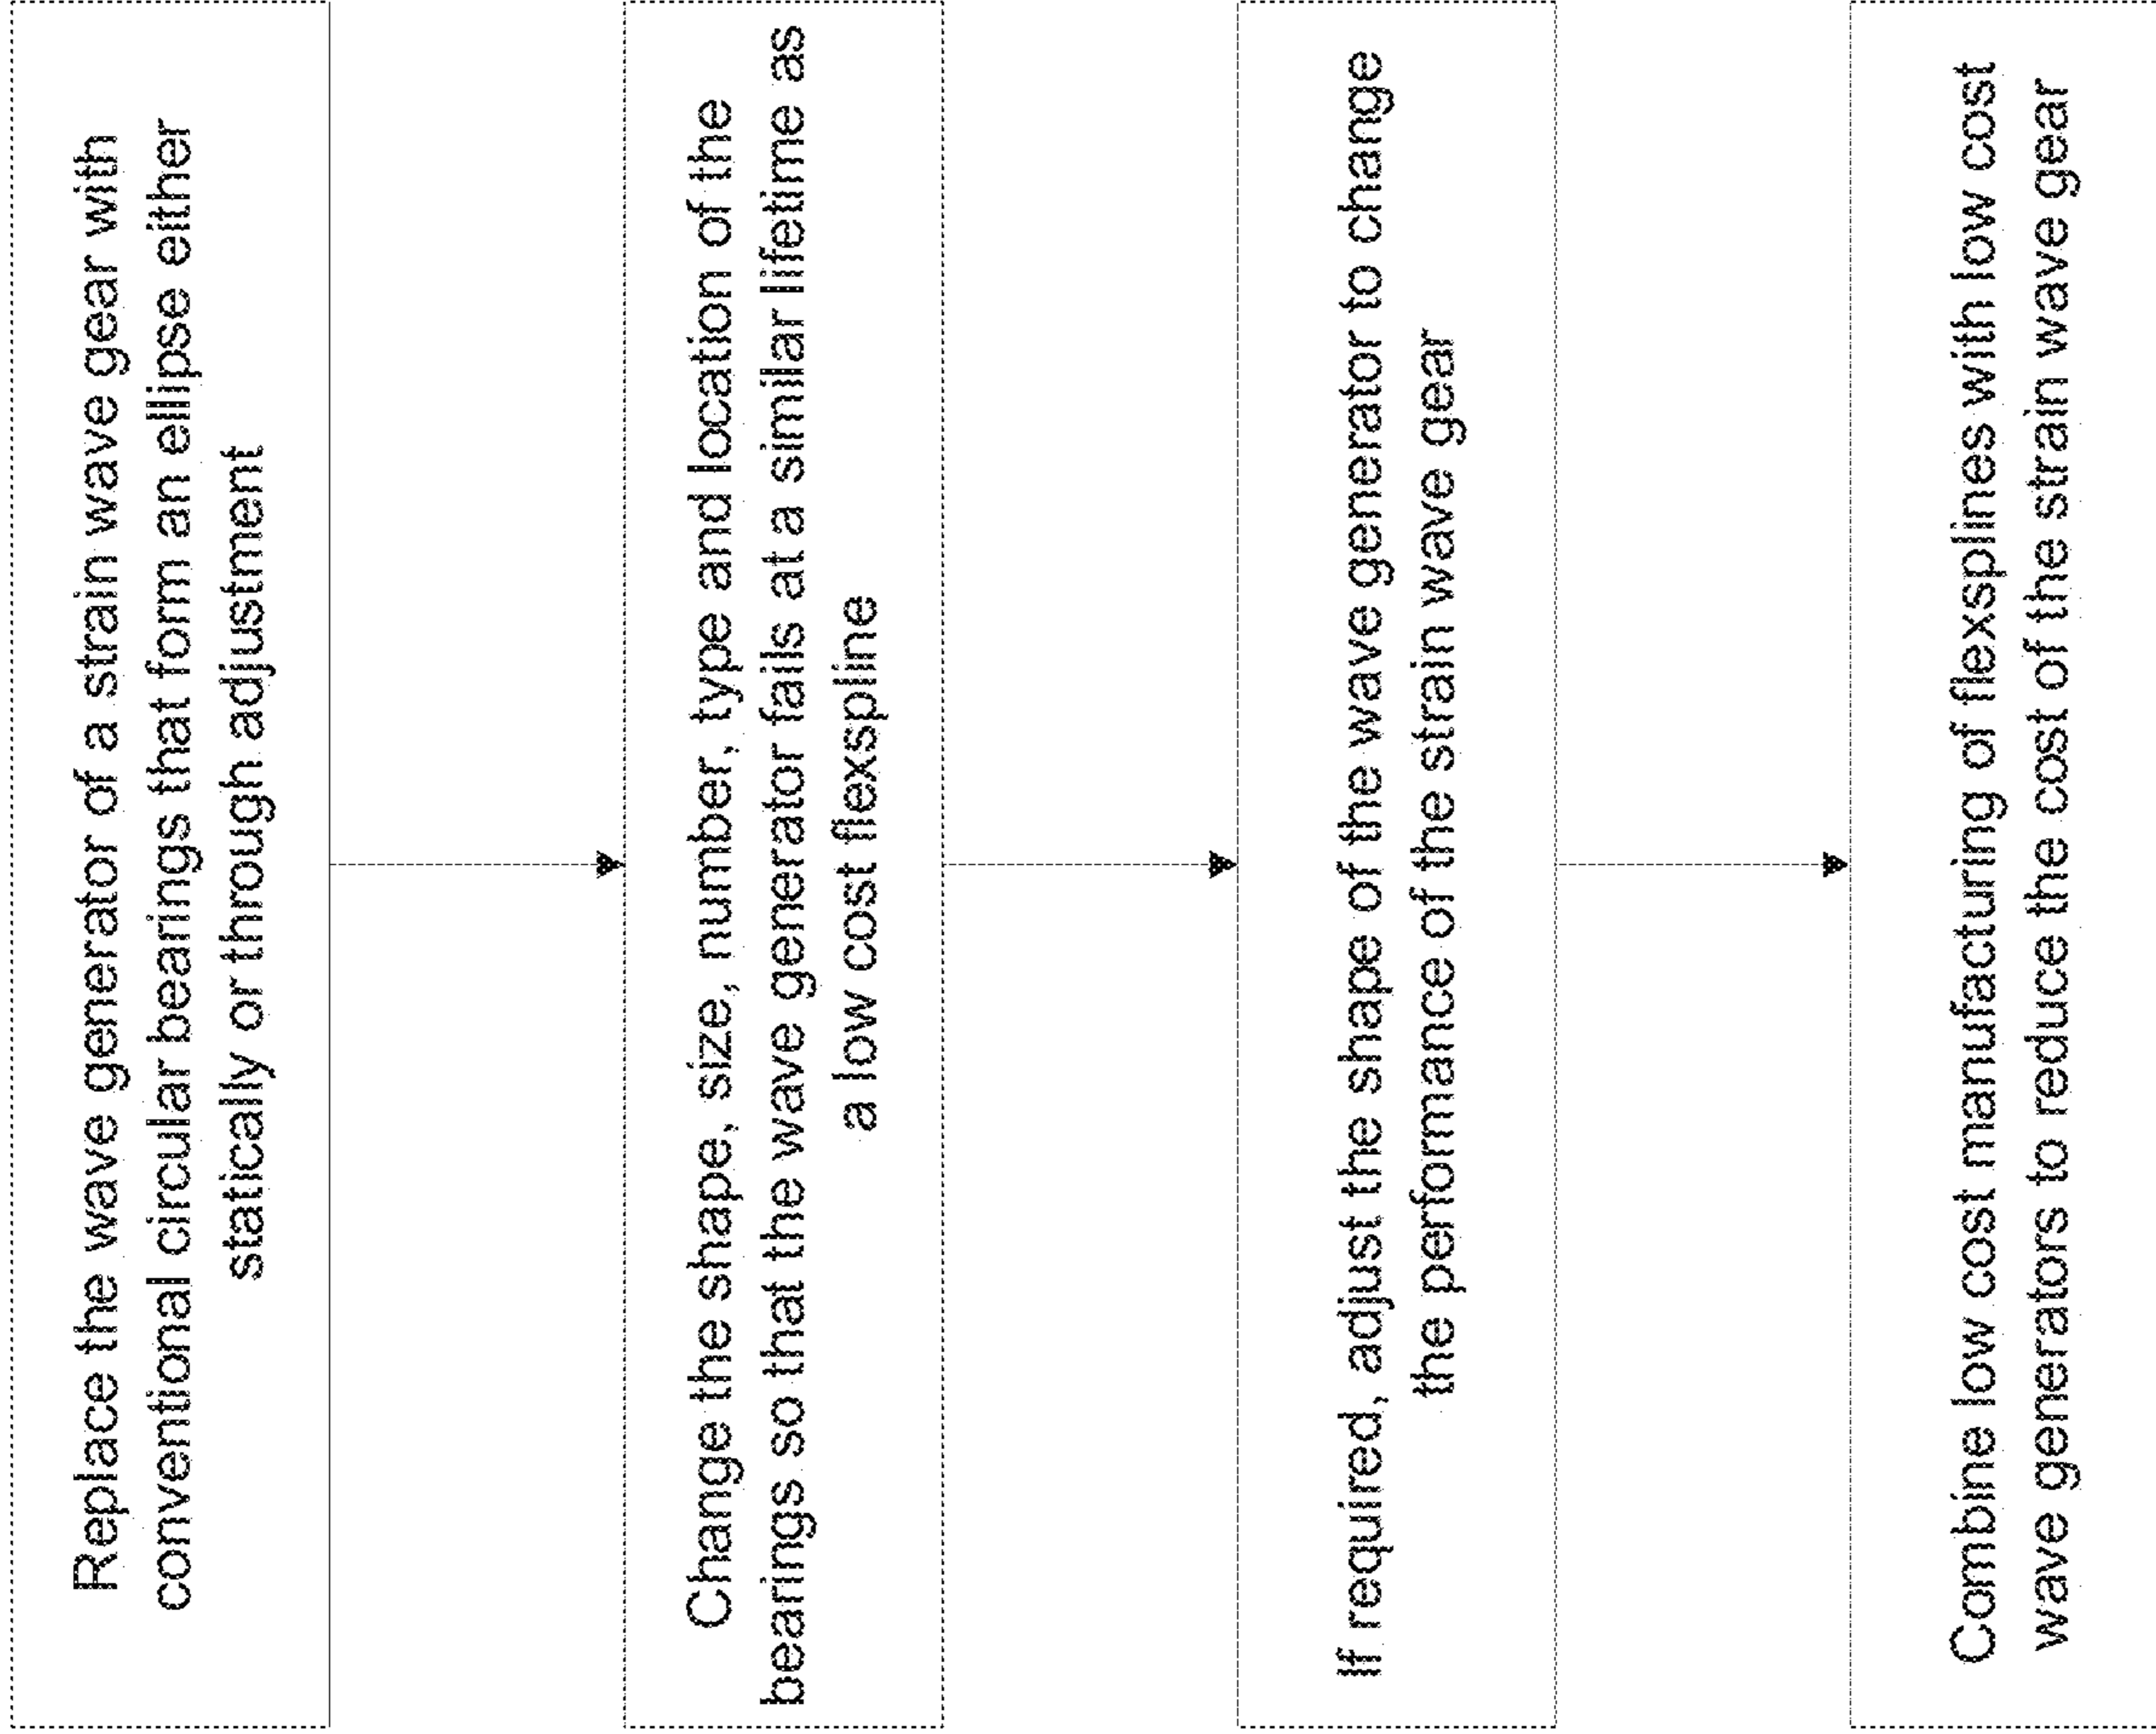 Replace the wave generator of a strain wave gear with
conventional circular bearings that form an ellipse either
statically or through adjustment
Change the shape, size, number, type and location of the
bearings so that the wave generator fails at a similar lifetime as
a low cost flexspline
If required, adjust the shape of the wave generator to change
the performance of the strain wave gear
Combine low cost manufacturing of flexsplines with low cost
wave generators to reduce the cost of the strain wave gear